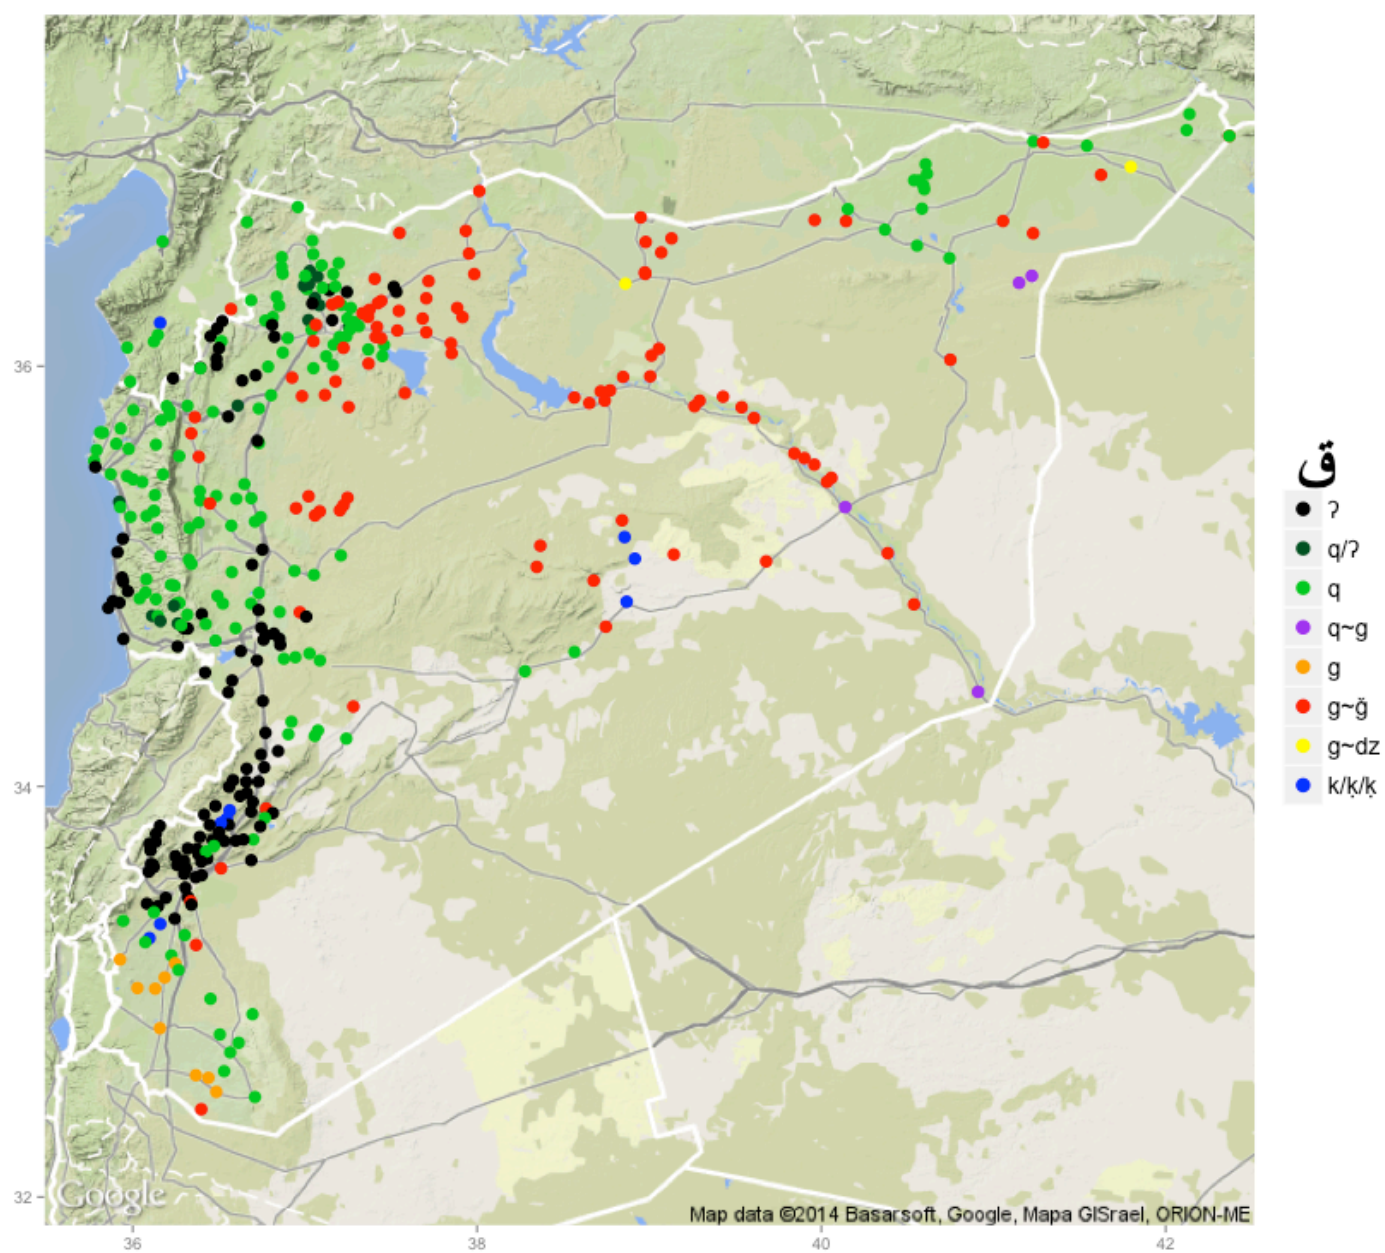 ق
ʔ
q/ʔ
q
q~g
g
g~ğ
g~dz
k/ḳ/ḳ
36
34
32
Google
Map data ©2014 Basarsoft, Google, Mapa GISrael, ORION-ME
36 38 40 42